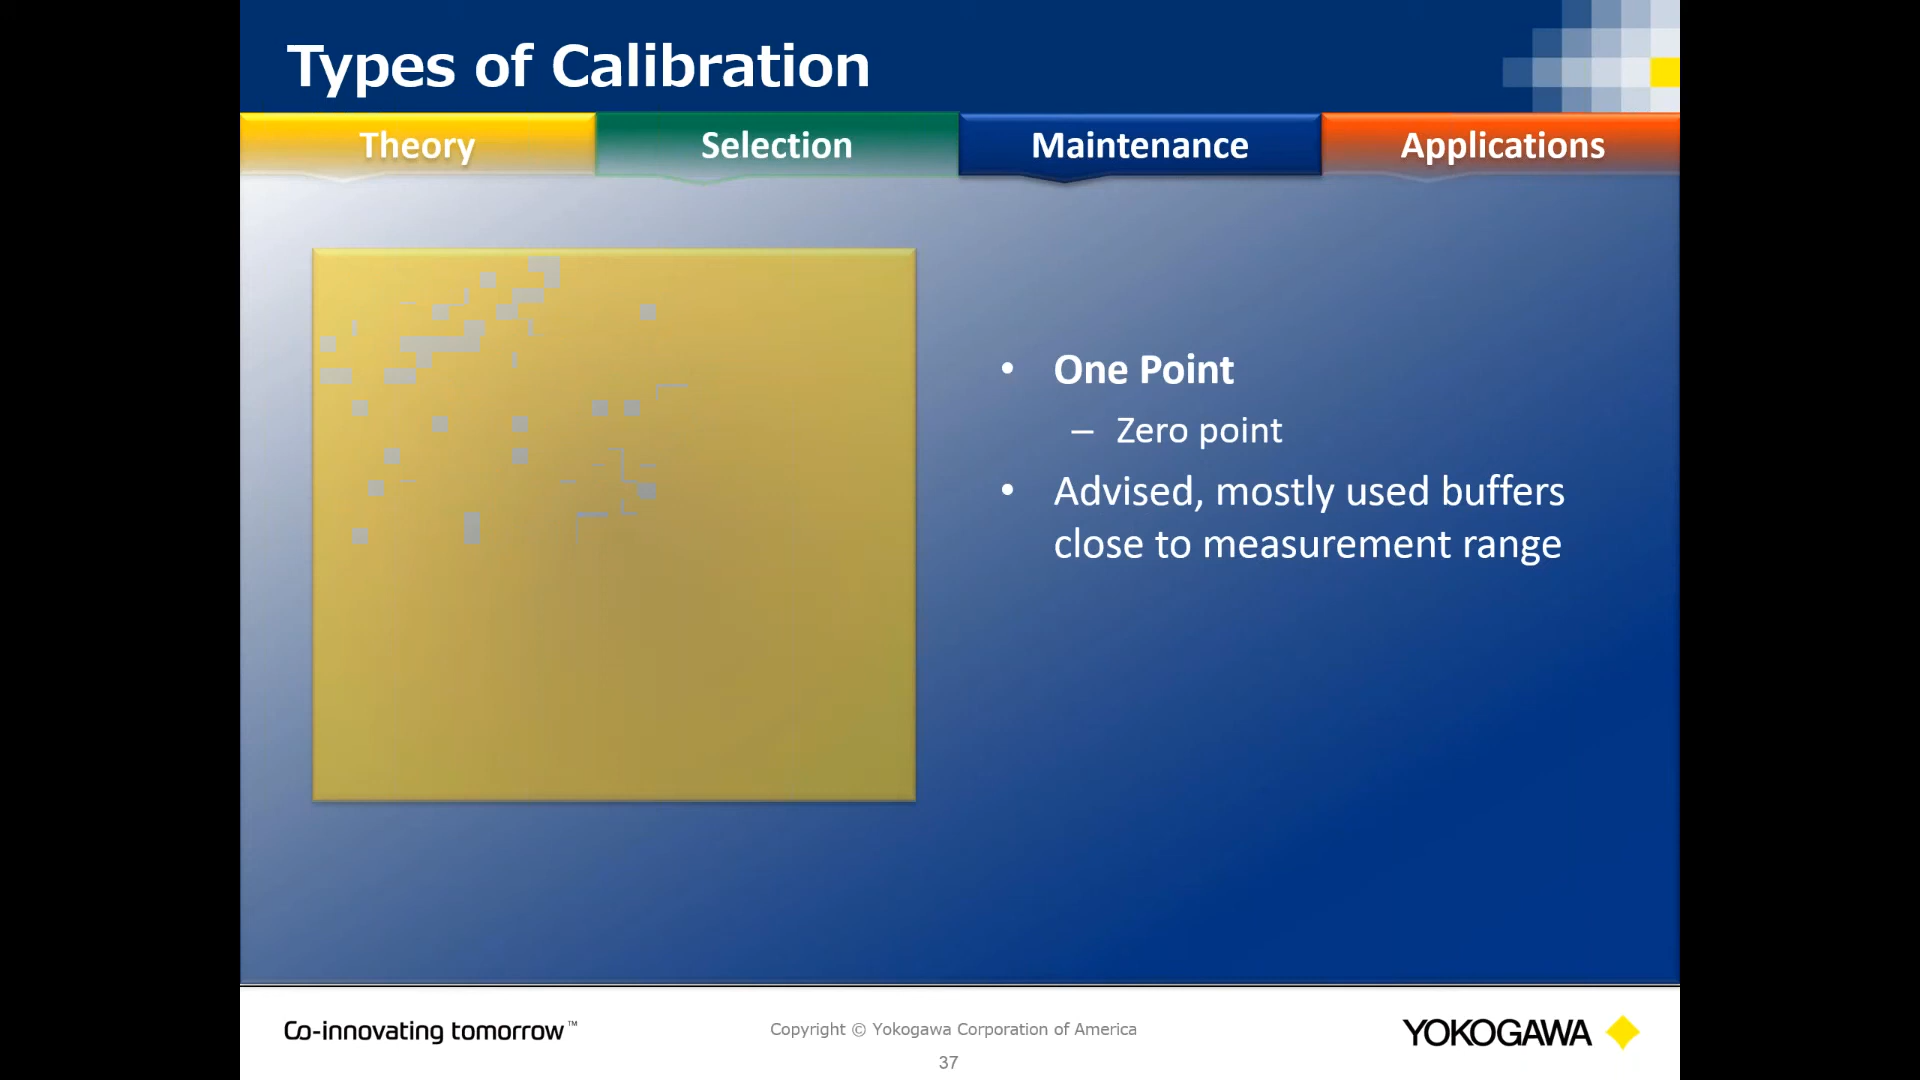 Types of Calibration
Theory
Selection
Maintenance
Applications
• One Point
– Zero point
• Advised, mostly used buffers
close to measurement range
Co-innovating tomorrow™
Copyright © Yokogawa Corporation of America
37
YOKOGAWA